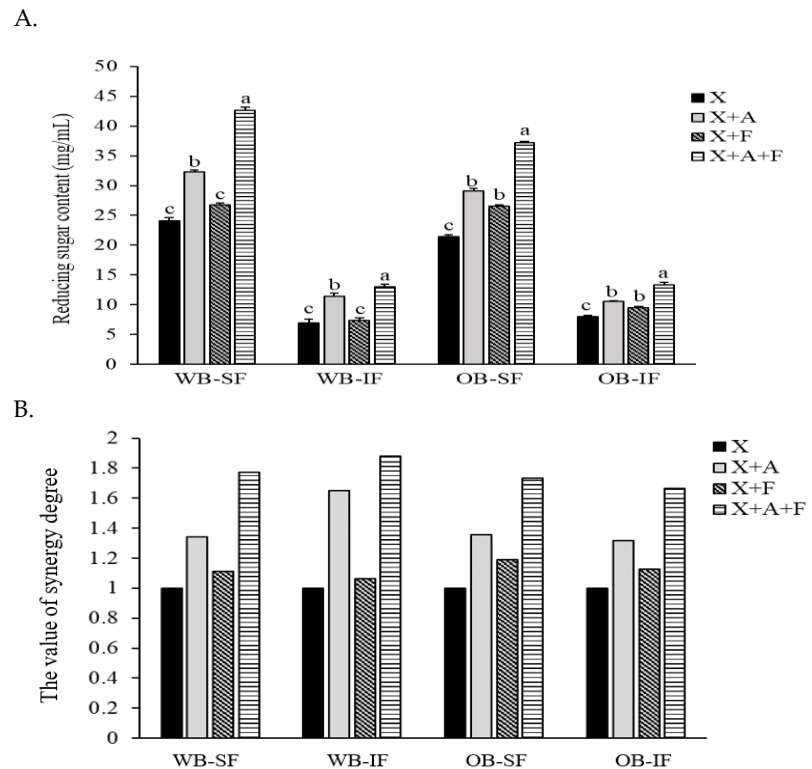 A.
Reducing sugar content (mg/mL)
50
45
40
35
30
25
20
15
10
5
0
c
b
c
a
c
b
c
a
c
b
b
a
c
b
b
a
WB-SF
WB-IF
OB-SF
OB-IF
X
X+A
X+F
X+A+F
B.
The value of synergy degree
2
1.8
1.6
1.4
1.2
1
0.8
0.6
0.4
0.2
0
WB-SF
WB-IF
OB-SF
OB-IF
X
X+A
X+F
X+A+F